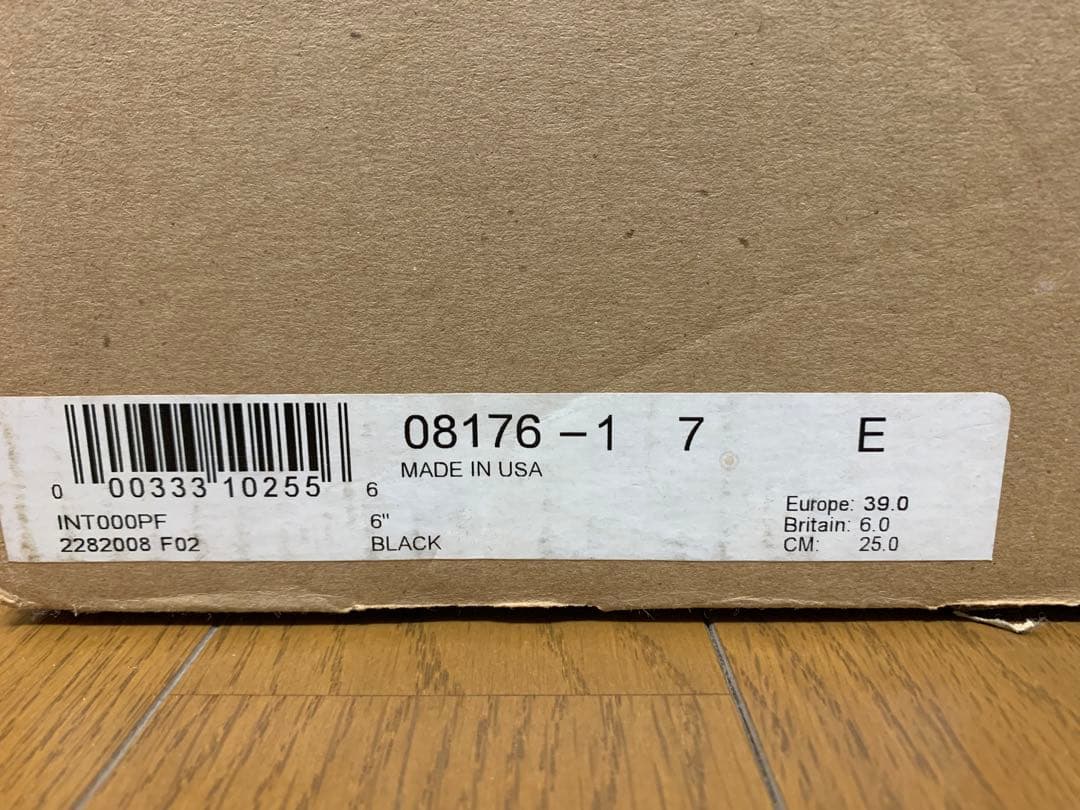 08176 – 1 7 E
MADE IN USA
0 00333 10255 6
INT000PF
2282008 F02
6"
BLACK
Europe: 39.0
Britain: 6.0
CM: 25.0